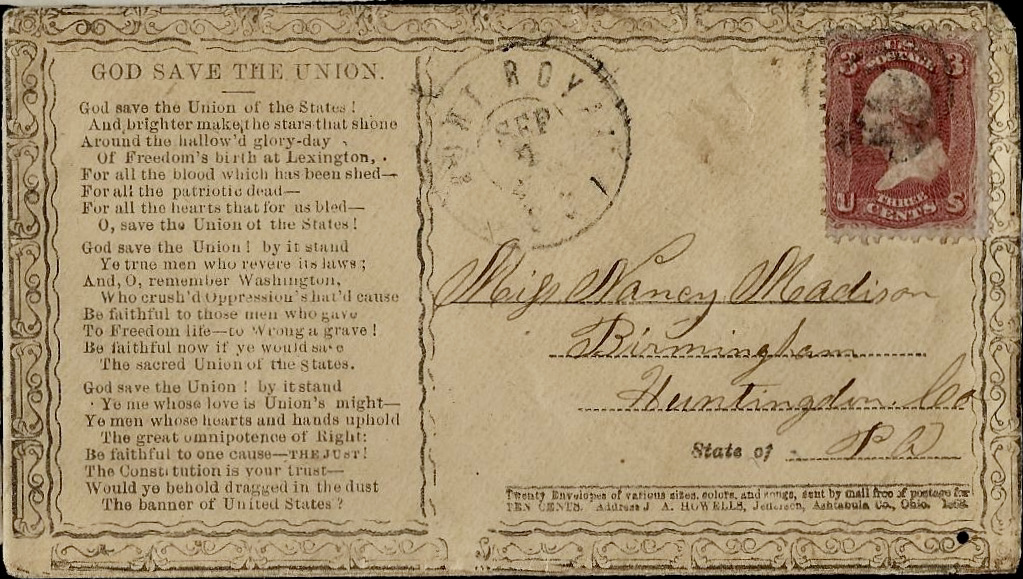 GOD SAVE THE UNION.
God save the Union of the States!
And brighter make the stars that shone
Around the hallow'd glory-day
Of Freedom's birth at Lexington,
For all the blood which has been shed—
For all the patriotic dead—
For all the hearts that for us bled—
O, save the Union of the States!
God save the Union! by it stand
Ye true men who revere its laws;
And, O, remember Washington,
Who crush'd Oppression's hat'd cause
Be faithful to those men who gave
To Freedom life—to Wrong a grave!
Be faithful now if ye would save
The sacred Union of the States.
God save the Union! by it stand
Ye me whose love is Union's might—
Ye men whose hearts and hands uphold
The great omnipotence of Right:
Be faithful to one cause—THE JUST!
The Constitution is your trust—
Would ye behold dragged in the dust
The banner of United States?
PORT ROYAL
SEP
U.S. POSTAGE
3 3
U THREE CENTS S
Miss Nancy Madison
Birmingham
Huntingdon Co
State of PA
Twenty Envelopes of various sizes, colors, and songs, sent by mail free of postage for
TEN CENTS. Address J. A. HOWELLS, Jefferson, Ashtabula Co., Ohio.